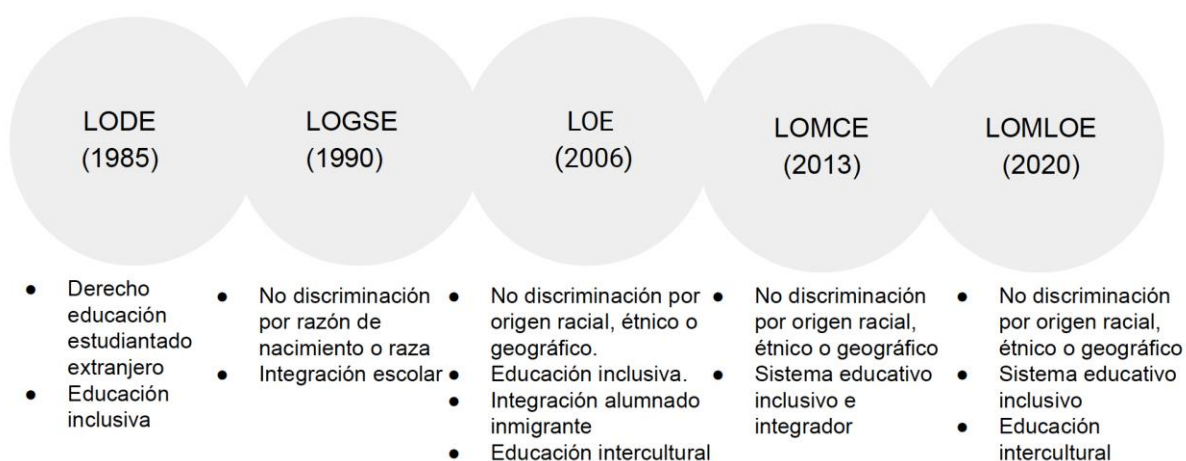 LODE
(1985)
LOGSE
(1990)
LOE
(2006)
LOMCE
(2013)
LOMLOE
(2020)
● Derecho
educación
estudiantado
extranjero
● Educación
inclusiva
● No discriminación
por razón de
nacimiento o raza
● Integración escolar
● No discriminación por
origen racial, étnico o
geográfico.
● Educación inclusiva.
● Integración alumnado
inmigrante
● Educación intercultural
● No discriminación
por origen racial,
étnico o geográfico
● Sistema educativo
inclusivo e
integrador
● No discriminación
por origen racial,
étnico o geográfico
● Sistema educativo
inclusivo
● Educación
intercultural